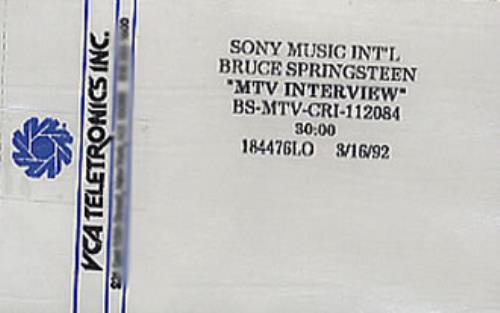 SONY MUSIC INT'L
BRUCE SPRINGSTEEN
"MTV INTERVIEW"
BS-MTV-CRI-112084
30:00
184476LO 3/16/92
VCA TELETRONICS INC.